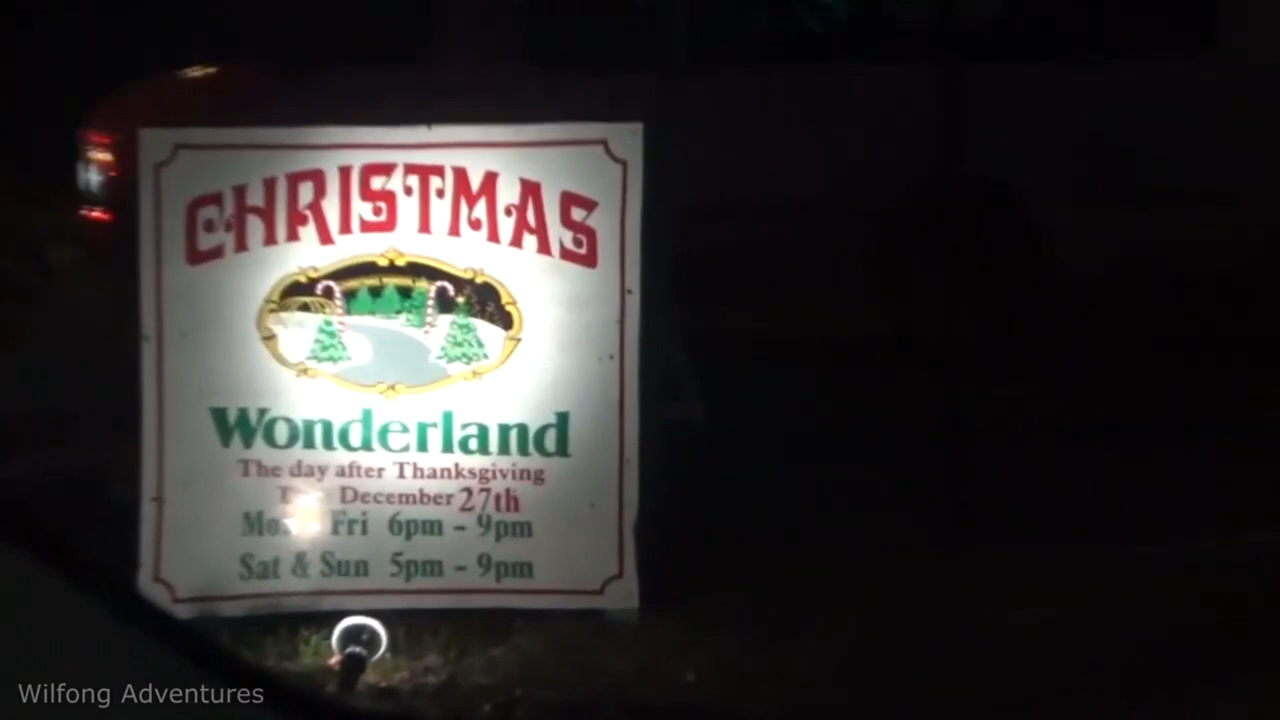 CHRISTMAS
Wonderland
The day after Thanksgiving
December 27th
Fri 6pm - 9pm
Sat & Sun 5pm - 9pm
Wilfong Adventures